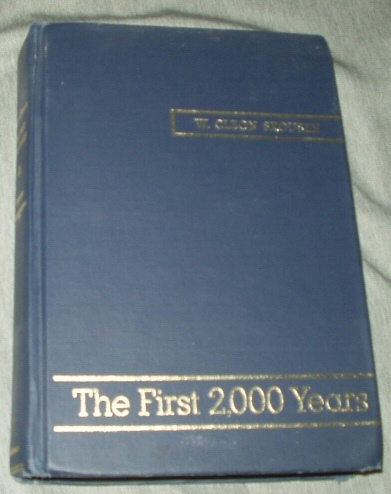 W. CLEON SKOUSEN
The First 2,000 Years